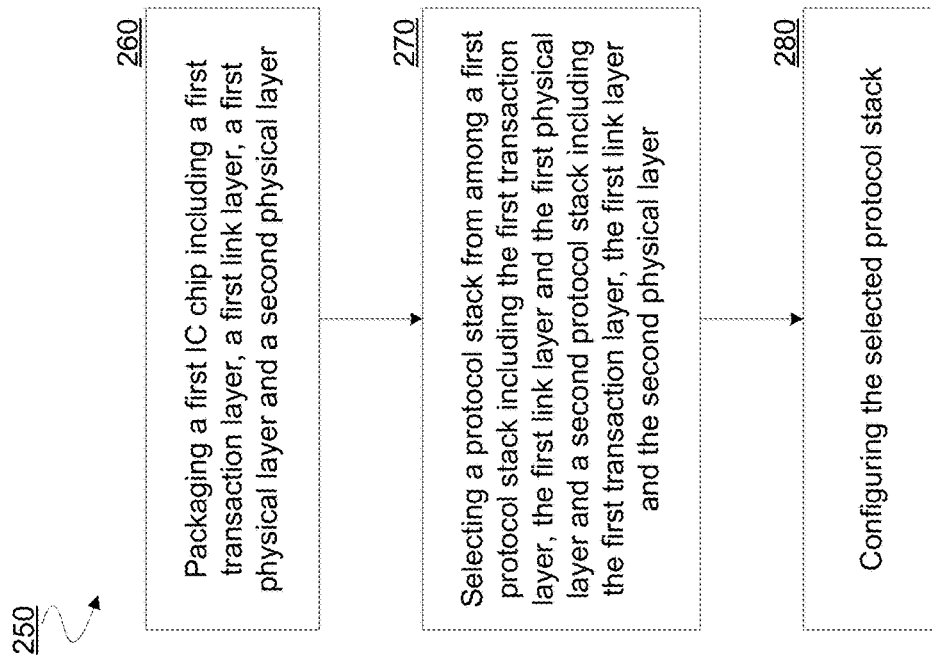 250
260
Packaging a first IC chip including a first
transaction layer, a first link layer, a first
physical layer and a second physical layer
270
Selecting a protocol stack from among a first
protocol stack including the first transaction
layer, the first link layer and the first physical
layer and a second protocol stack including
the first transaction layer, the first link layer
and the second physical layer
280
Configuring the selected protocol stack